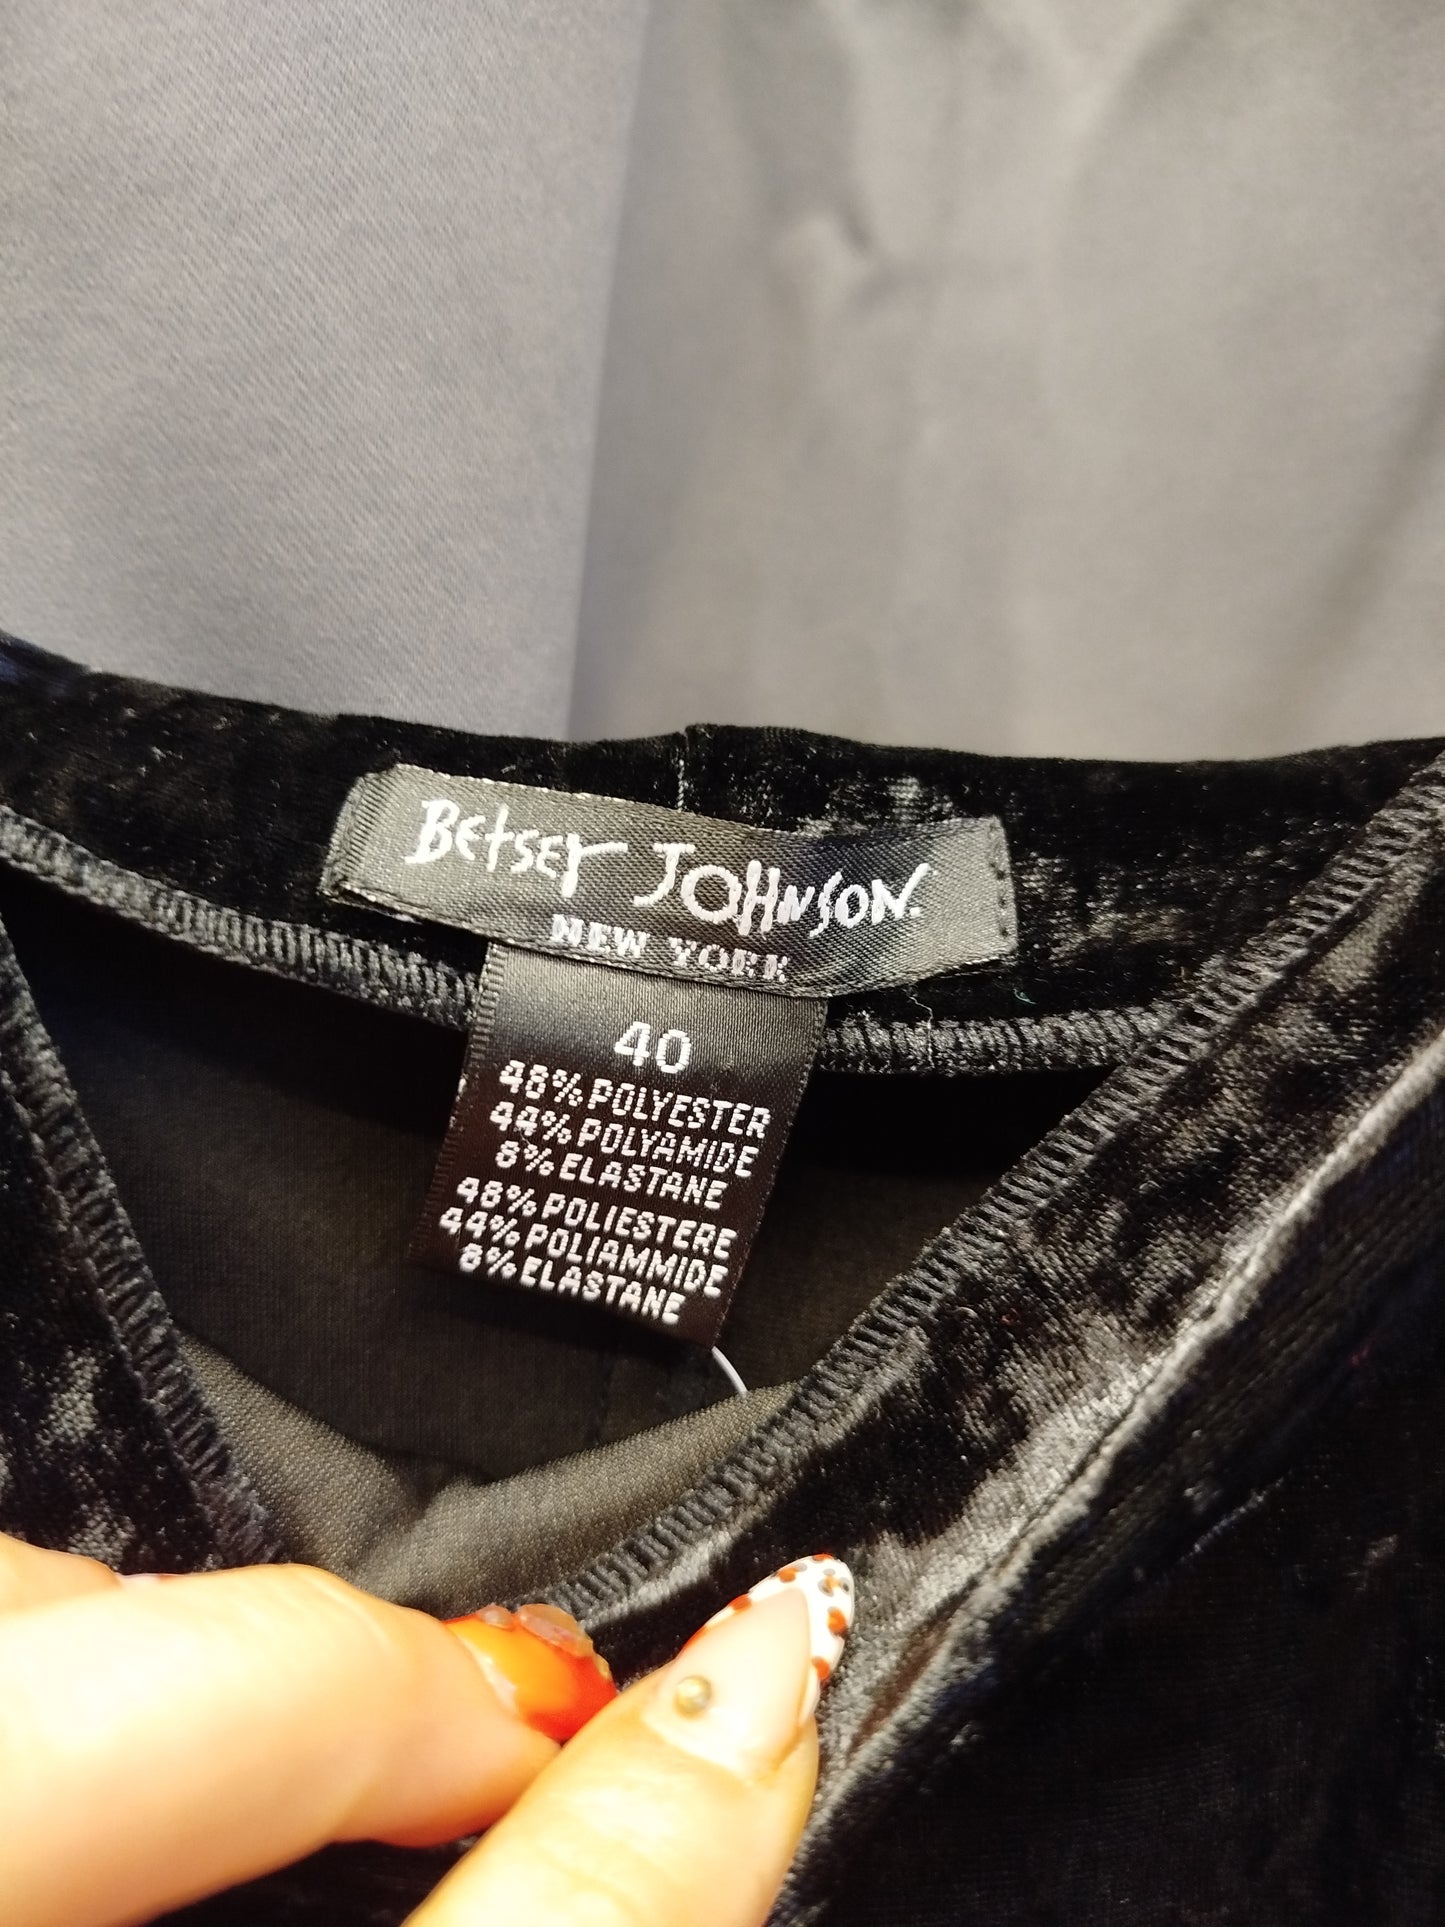 BETSEY JOHNSON.
NEW YORK
40
48% POLYESTER
44% POLYAMIDE
8% ELASTANE
48% POLIESTERE
44% POLIAMMIDE
8% ELASTANE